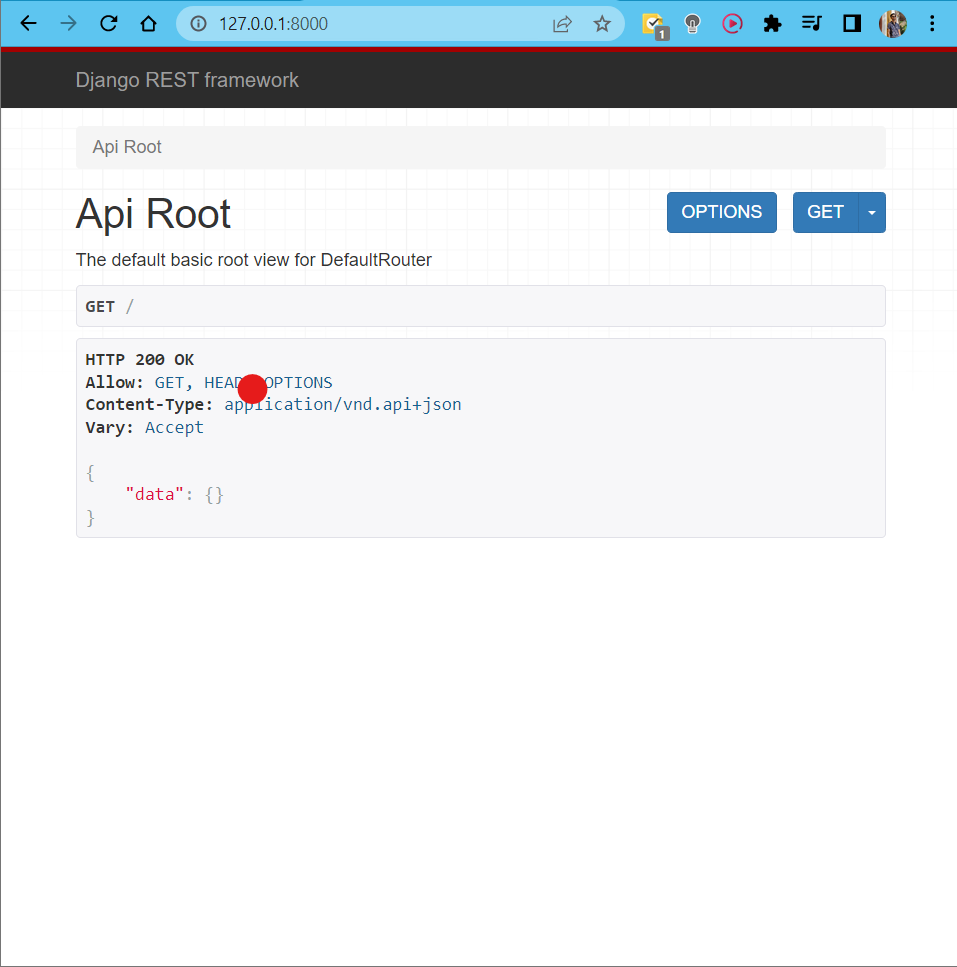 127.0.0.1:8000
1
Django REST framework
Api Root
Api Root
OPTIONS
GET
The default basic root view for DefaultRouter
GET /
HTTP 200 OK
Allow: GET, HEAD OPTIONS
Content-Type: application/vnd.api+json
Vary: Accept
{
"data": {}
}